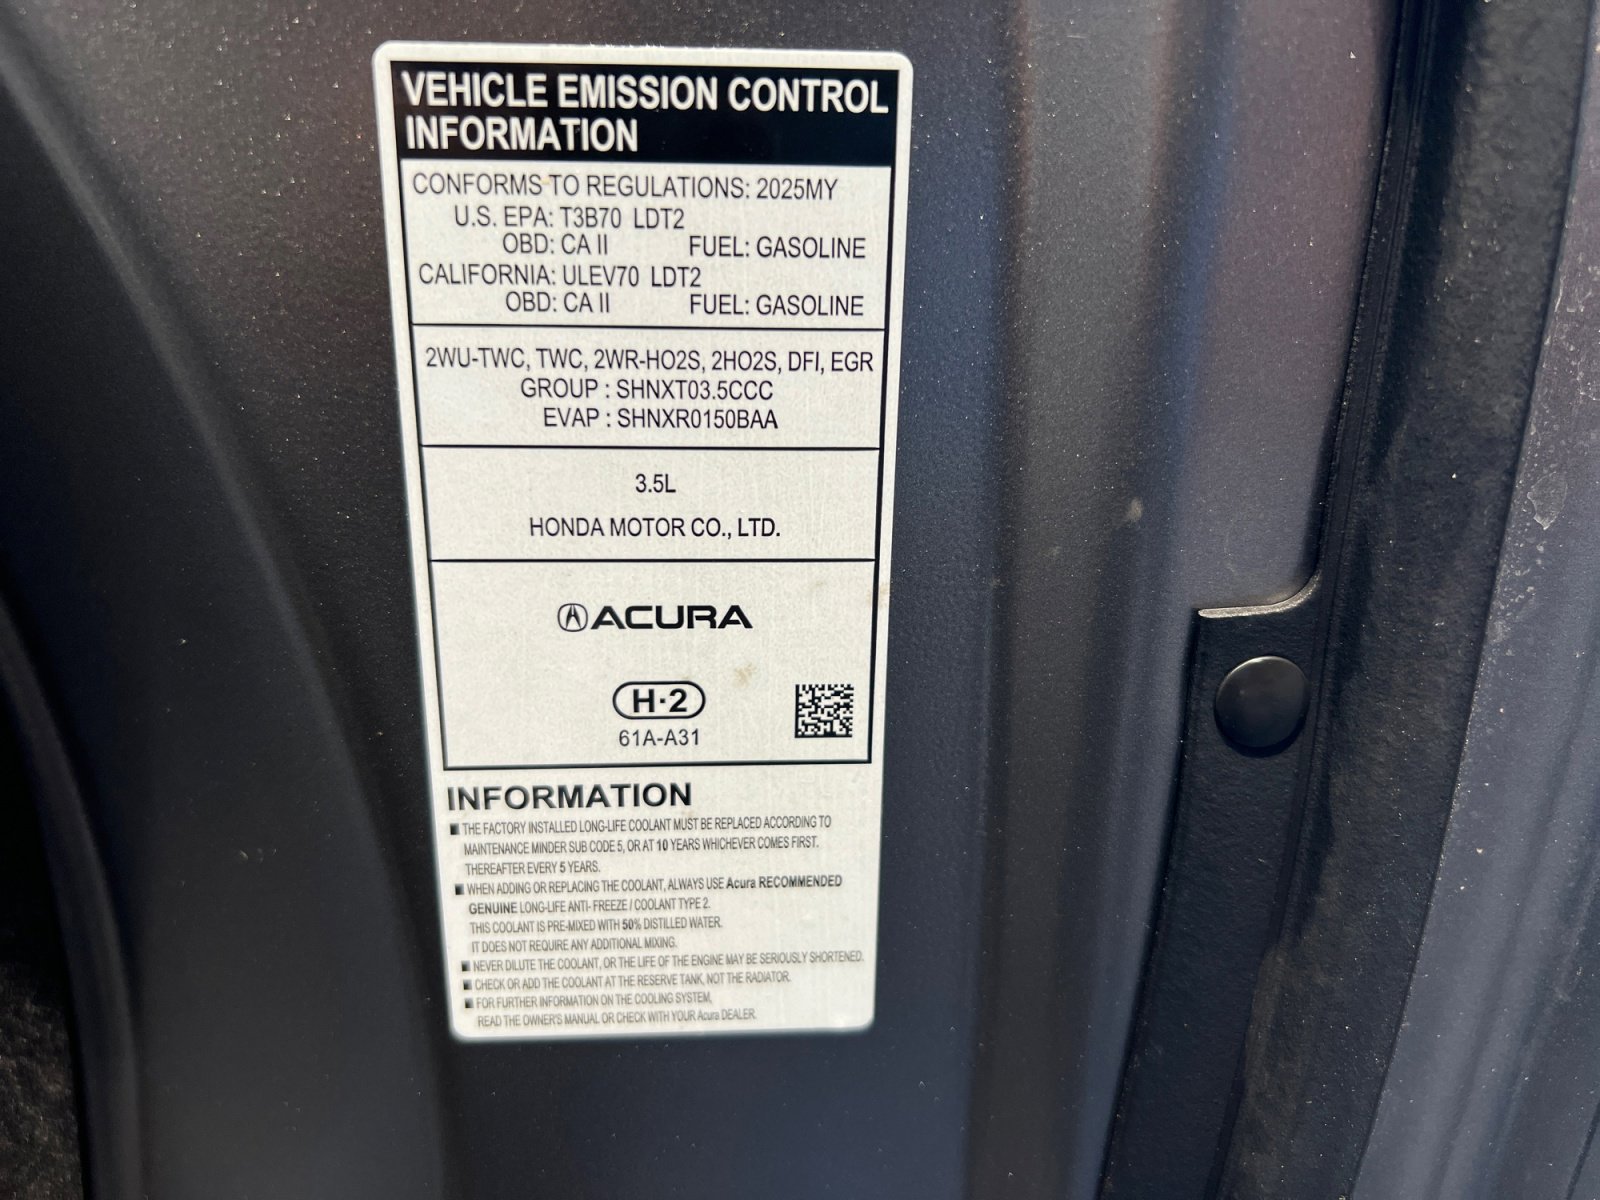 VEHICLE EMISSION CONTROL
INFORMATION
CONFORMS TO REGULATIONS: 2025MY
U.S. EPA: T3B70 LDT2
OBD: CA II FUEL: GASOLINE
CALIFORNIA: ULEV70 LDT2
OBD: CA II FUEL: GASOLINE
2WU-TWC, TWC, 2WR-HO2S, 2HO2S, DFI, EGR
GROUP : SHNXT03.5CCC
EVAP : SHNXR0150BAA
3.5L
HONDA MOTOR CO., LTD.
ACURA
H·2
61A-A31
INFORMATION
■ THE FACTORY INSTALLED LONG-LIFE COOLANT MUST BE REPLACED ACCORDING TO
MAINTENANCE MINDER SUB CODE 5, OR AT 10 YEARS WHICHEVER COMES FIRST.
THEREAFTER EVERY 5 YEARS.
■ WHEN ADDING OR REPLACING THE COOLANT, ALWAYS USE Acura RECOMMENDED
GENUINE LONG-LIFE ANTI- FREEZE / COOLANT TYPE 2.
THIS COOLANT IS PRE-MIXED WITH 50% DISTILLED WATER.
IT DOES NOT REQUIRE ANY ADDITIONAL MIXING.
■ NEVER DILUTE THE COOLANT, OR THE LIFE OF THE ENGINE MAY BE SERIOUSLY SHORTENED.
■ CHECK OR ADD THE COOLANT AT THE RESERVE TANK, NOT THE RADIATOR.
■ FOR FURTHER INFORMATION ON THE COOLING SYSTEM,
READ THE OWNER'S MANUAL OR CHECK WITH YOUR Acura DEALER.